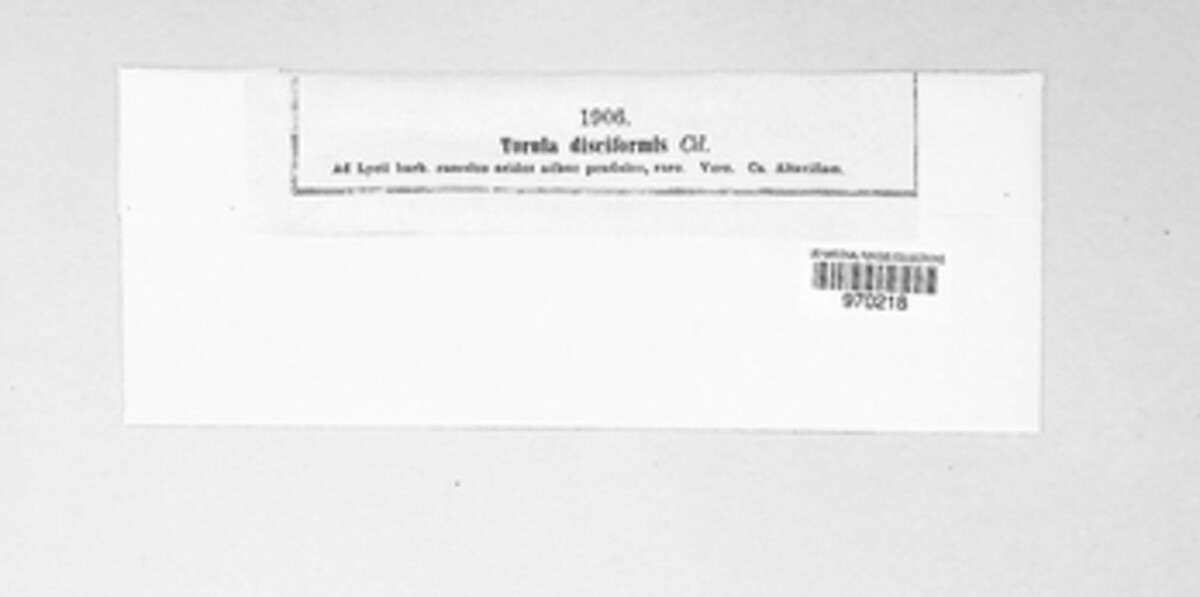 1906.
Torula disciformis Cd.
Ad Lycii barb. ramulos aridos adhuc pendulos, raro. Vere. Ca. Altavillam.
970218